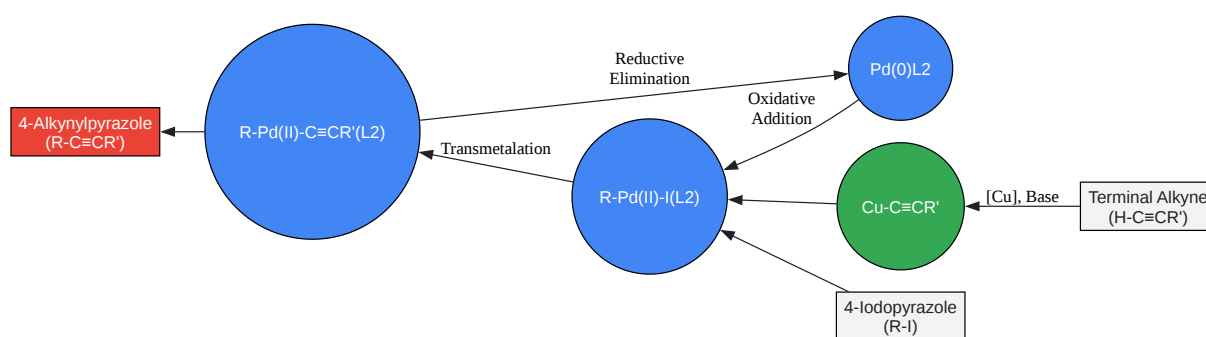 Reductive
Elimination
Pd(0)L2
Oxidative
Addition
4-Alkynylpyrazole
(R-C≡CR')
R-Pd(II)-C≡CR'(L2)
Transmetalation
R-Pd(II)-I(L2)
Cu-C≡CR'
[Cu], Base
Terminal Alkyne
(H-C≡CR')
4-Iodopyrazole
(R-I)